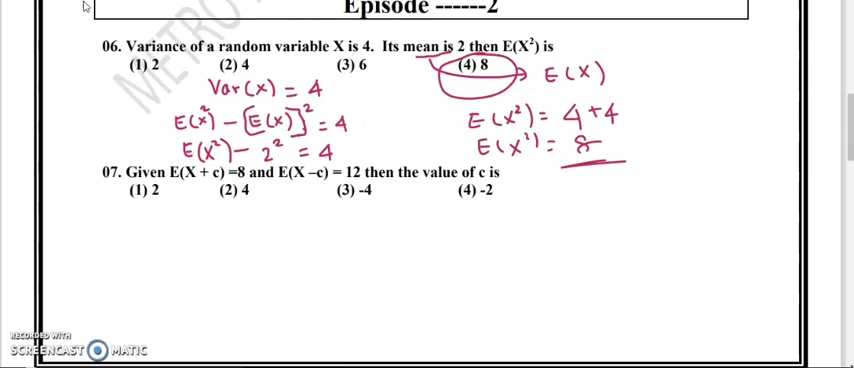 Episode ------2
06. Variance of a random variable X is 4. Its mean is 2 then E(X²) is
(1) 2 (2) 4 (3) 6 (4) 8
Var(x) = 4
E(x²) - [E(x)]² = 4
E(x²) - 2² = 4
E(x)
E(x²) = 4+4
E(x²) = 8
07. Given E(X + c) =8 and E(X –c) = 12 then the value of c is
(1) 2 (2) 4 (3) -4 (4) -2
METRO
RECORDED WITH
SCREENCAST MATIC